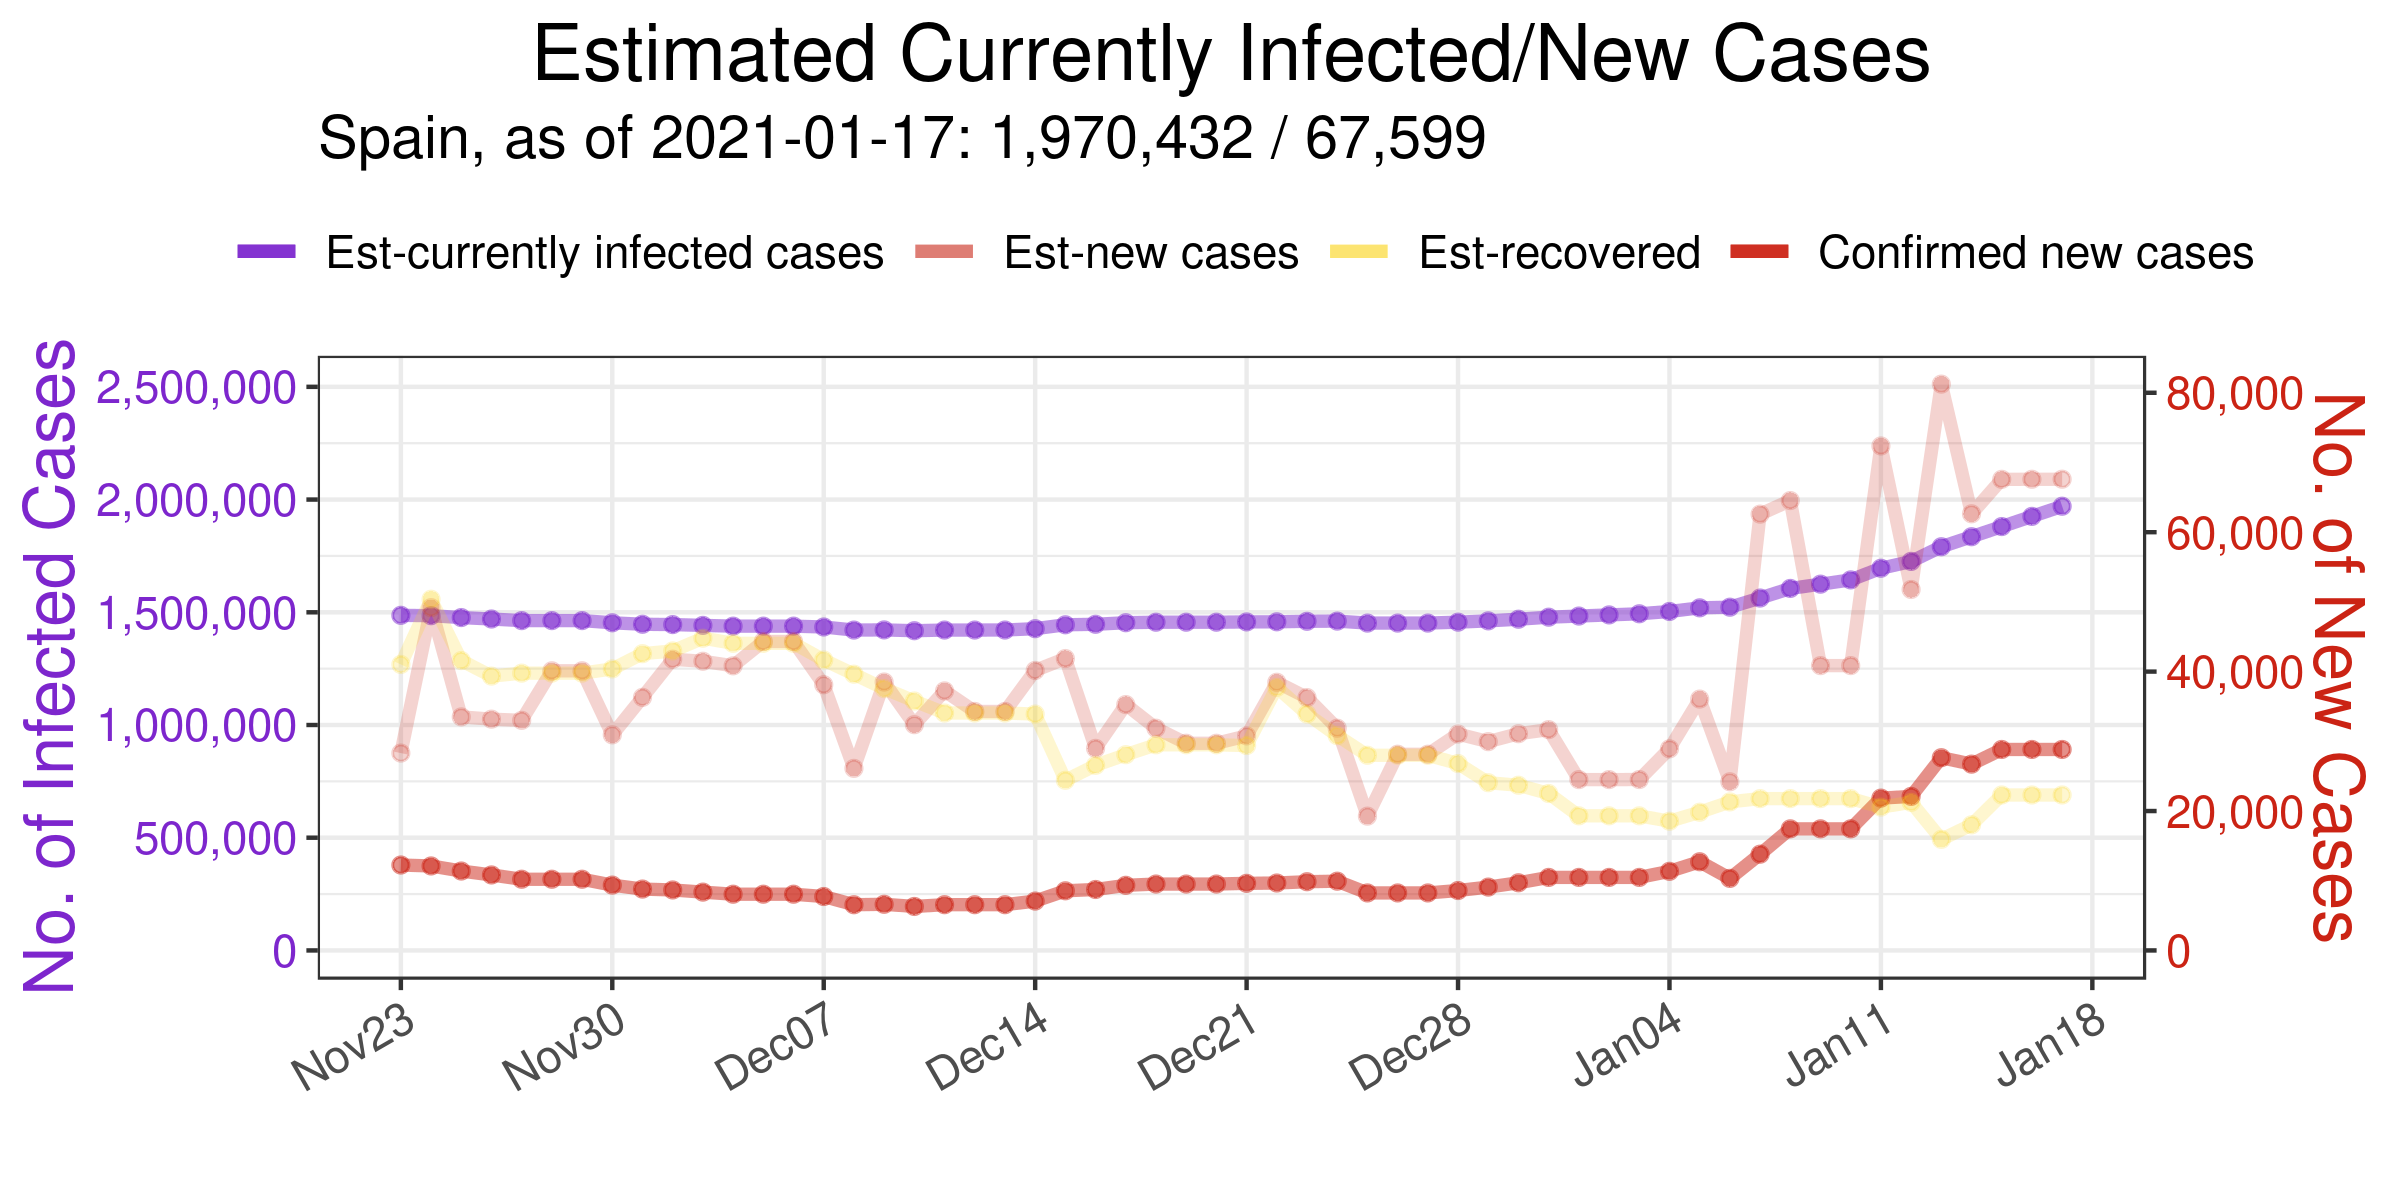 Estimated Currently Infected/New Cases
Spain, as of 2021-01-17: 1,970,432 / 67,599
Est-currently infected cases Est-new cases Est-recovered Confirmed new cases
No. of Infected Cases
2,500,000
2,000,000
1,500,000
1,000,000
500,000
0
80,000
60,000
40,000
20,000
0
No. of New Cases
Nov23 Nov30 Dec07 Dec14 Dec21 Dec28 Jan04 Jan11 Jan18